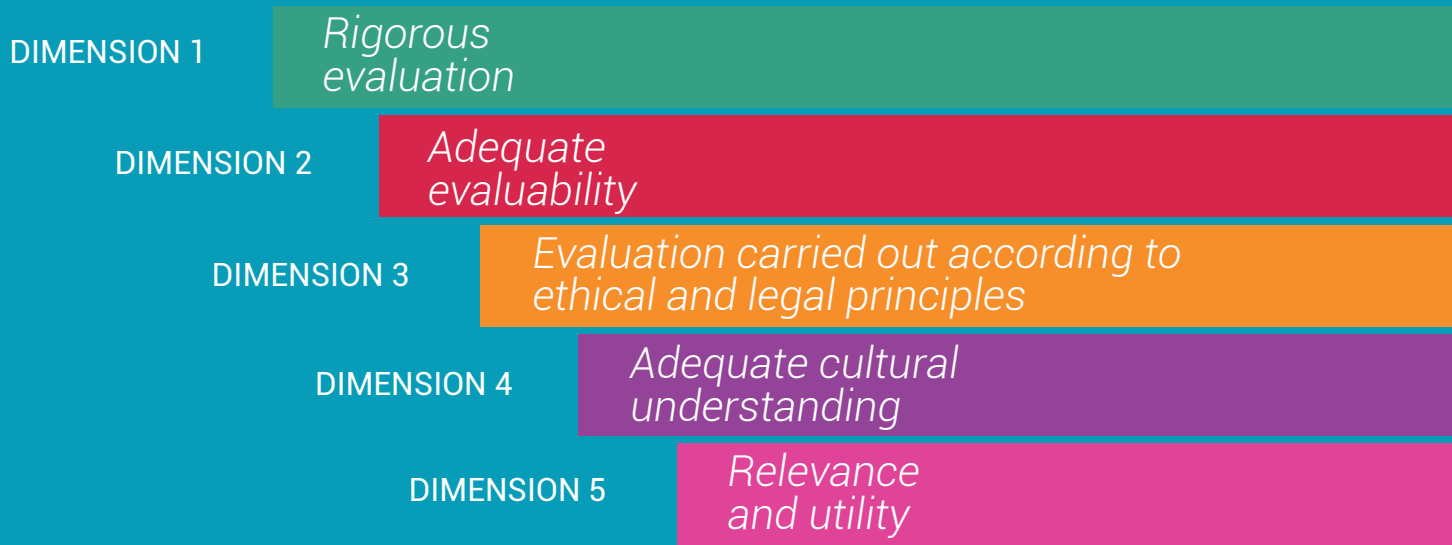 DIMENSION 1
Rigorous
evaluation
DIMENSION 2
Adequate
evaluability
DIMENSION 3
Evaluation carried out according to
ethical and legal principles
DIMENSION 4
Adequate cultural
understanding
DIMENSION 5
Relevance
and utility